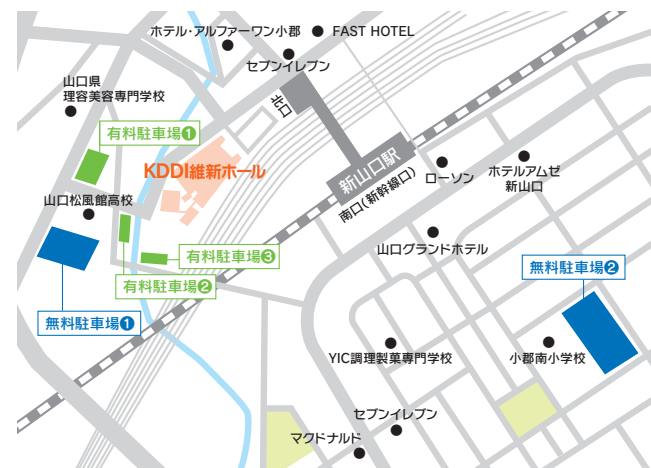 ホテル・アルファーワン小郡
FAST HOTEL
セブンイレブン
山口県
理容美容専門学校
北口
有料駐車場❶
KDDI維新ホール
新山口駅
南口(新幹線口)
ローソン
ホテルアムゼ
新山口
山口松風館高校
山口グランドホテル
有料駐車場❸
無料駐車場❷
有料駐車場❷
無料駐車場❶
YIC調理製菓専門学校
小郡南小学校
セブンイレブン
マクドナルド